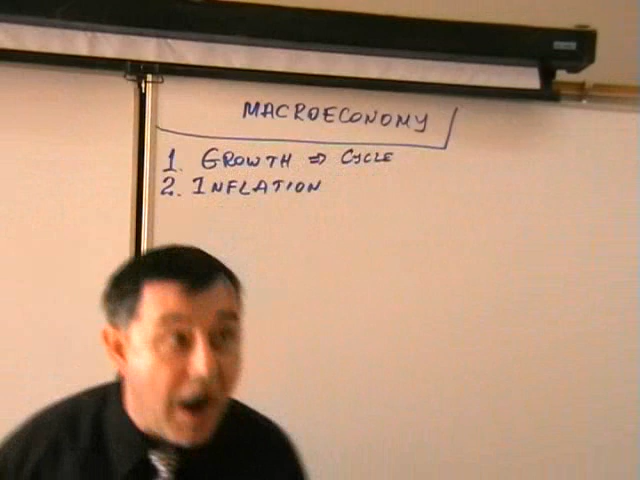 MACROECONOMY
1. GROWTH ⇒ CYCLE
2. INFLATION